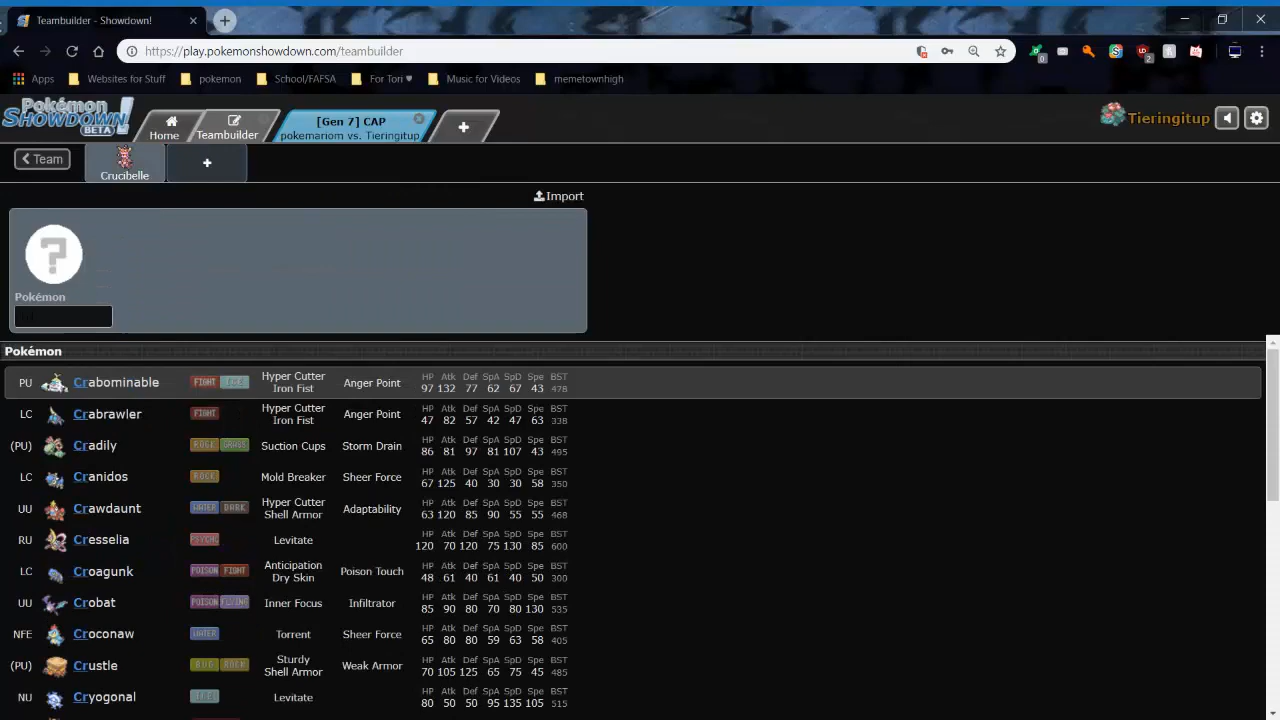 Teambuilder - Showdown!
https://play.pokemonshowdown.com/teambuilder
0
2
Apps Websites for Stuff pokemon School/FAFSA For Tori ♥ Music for Videos memetownhigh
Pokémon
SHOWDOWN!
BETA
Home
Teambuilder
[Gen 7] CAP
pokemariom vs. Tieringitup
+
Tieringitup
Team
Crucibelle
+
Import
?
Pokémon
Pokémon
PU Crabominable FIGHT ICE Hyper Cutter Iron Fist Anger Point HP 97 Atk 132 Def 77 SpA 62 SpD 67 Spe 43 BST 478
LC Crabrawler FIGHT Hyper Cutter Iron Fist Anger Point HP 47 Atk 82 Def 57 SpA 42 SpD 47 Spe 63 BST 338
(PU) Cradily ROCK GRASS Suction Cups Storm Drain HP 86 Atk 81 Def 97 SpA 81 SpD 107 Spe 43 BST 495
LC Cranidos ROCK Mold Breaker Sheer Force HP 67 Atk 125 Def 40 SpA 30 SpD 30 Spe 58 BST 350
UU Crawdaunt WATER DARK Hyper Cutter Shell Armor Adaptability HP 63 Atk 120 Def 85 SpA 90 SpD 55 Spe 55 BST 468
RU Cresselia PSYCHC Levitate HP 120 Atk 70 Def 120 SpA 75 SpD 130 Spe 85 BST 600
LC Croagunk POISON FIGHT Anticipation Dry Skin Poison Touch HP 48 Atk 61 Def 40 SpA 61 SpD 40 Spe 50 BST 300
UU Crobat POISON FLYING Inner Focus Infiltrator HP 85 Atk 90 Def 80 SpA 70 SpD 80 Spe 130 BST 535
NFE Croconaw WATER Torrent Sheer Force HP 65 Atk 80 Def 80 SpA 59 SpD 63 Spe 58 BST 405
(PU) Crustle BUG ROCK Sturdy Shell Armor Weak Armor HP 70 Atk 105 Def 125 SpA 65 SpD 75 Spe 45 BST 485
NU Cryogonal ICE Levitate HP 80 Atk 50 Def 50 SpA 95 SpD 135 Spe 105 BST 515